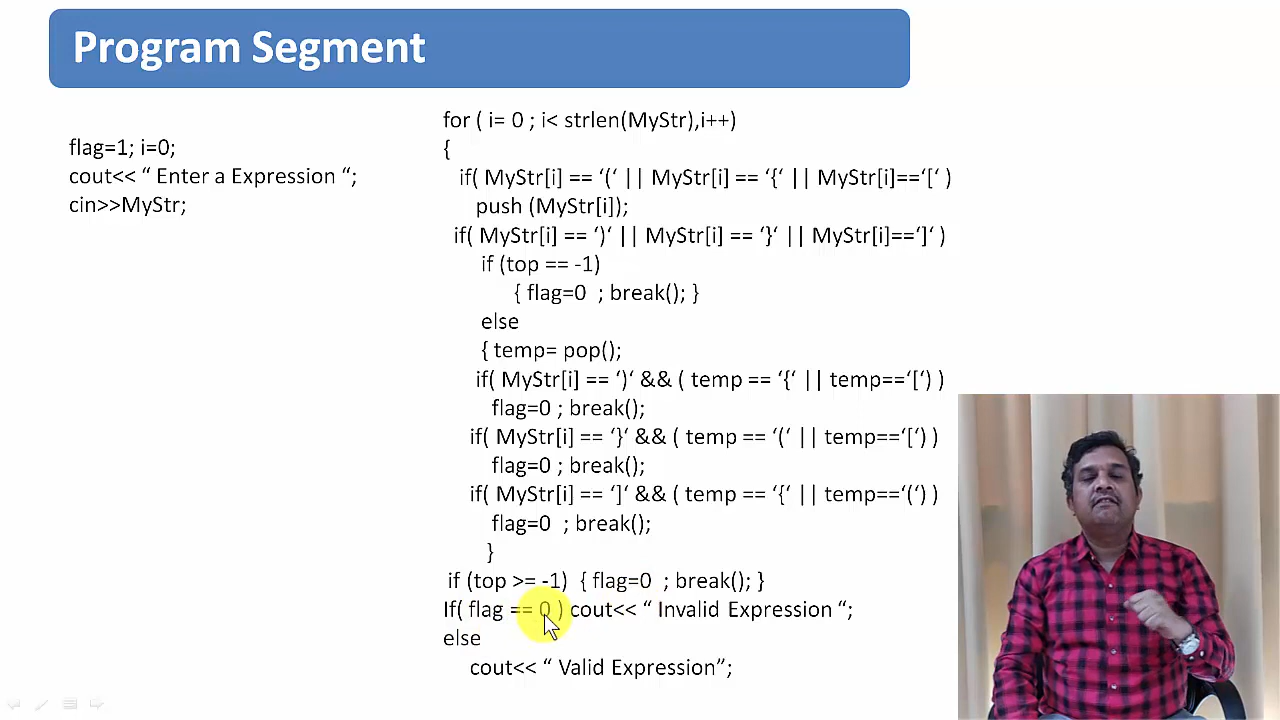 Program Segment
flag=1; i=0;
cout<< “ Enter a Expression “;
cin>>MyStr;
for ( i= 0 ; i< strlen(MyStr),i++)
{
if( MyStr[i] == ‘(‘ || MyStr[i] == ‘{‘ || MyStr[i]==‘[‘ )
push (MyStr[i]);
if( MyStr[i] == ‘)‘ || MyStr[i] == ‘}‘ || MyStr[i]==‘]‘ )
if (top == -1)
{ flag=0 ; break(); }
else
{ temp= pop();
if( MyStr[i] == ‘)‘ && ( temp == ‘{‘ || temp==‘[‘) )
flag=0 ; break();
if( MyStr[i] == ‘}‘ && ( temp == ‘(‘ || temp==‘[‘) )
flag=0 ; break();
if( MyStr[i] == ‘]‘ && ( temp == ‘{‘ || temp==‘(‘) )
flag=0 ; break();
}
if (top >= -1) { flag=0 ; break(); }
If( flag == 0 ) cout<< “ Invalid Expression “;
else
cout<< “ Valid Expression”;